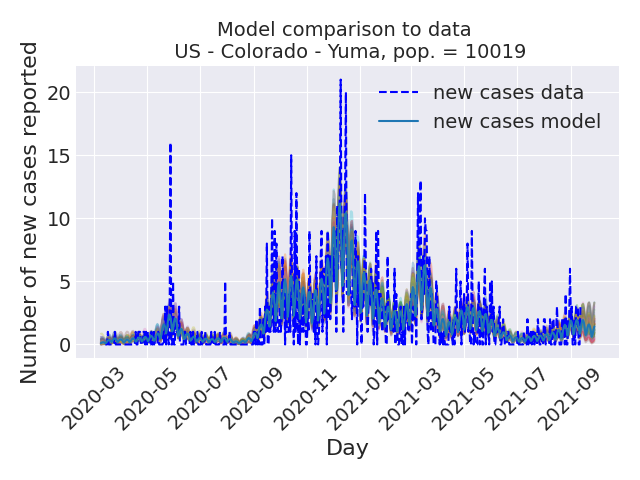 Model comparison to data
US - Colorado - Yuma, pop. = 10019
Number of new cases reported
20
15
10
5
0
new cases data
new cases model
2020-03
2020-05
2020-07
2020-09
2020-11
2021-01
2021-03
2021-05
2021-07
2021-09
Day